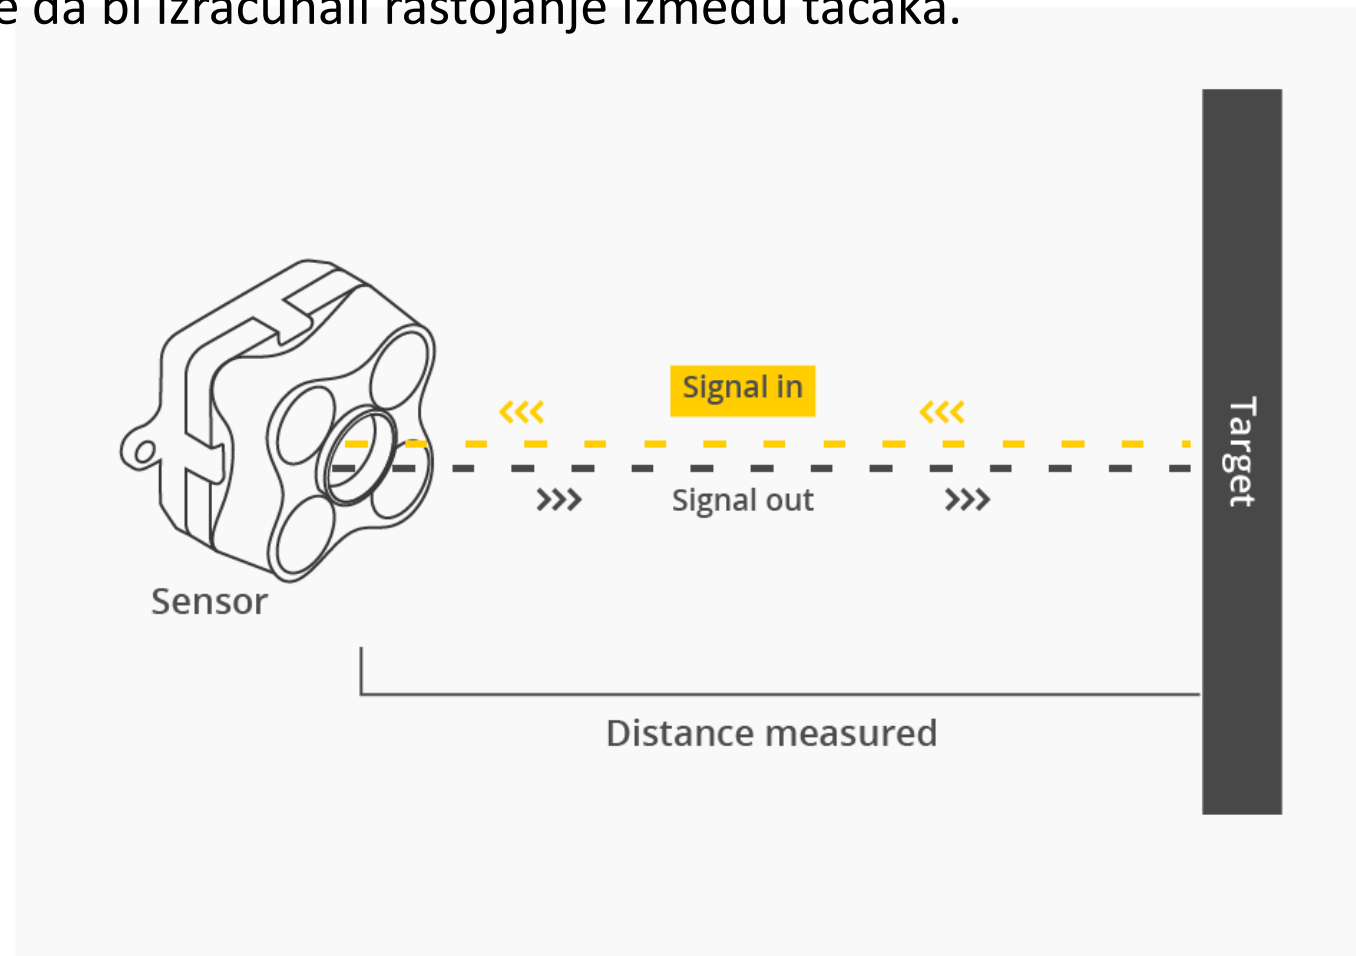 e da bi izračunali rastojanje između tačaka.
Signal in
Signal out
Target
Sensor
Distance measured